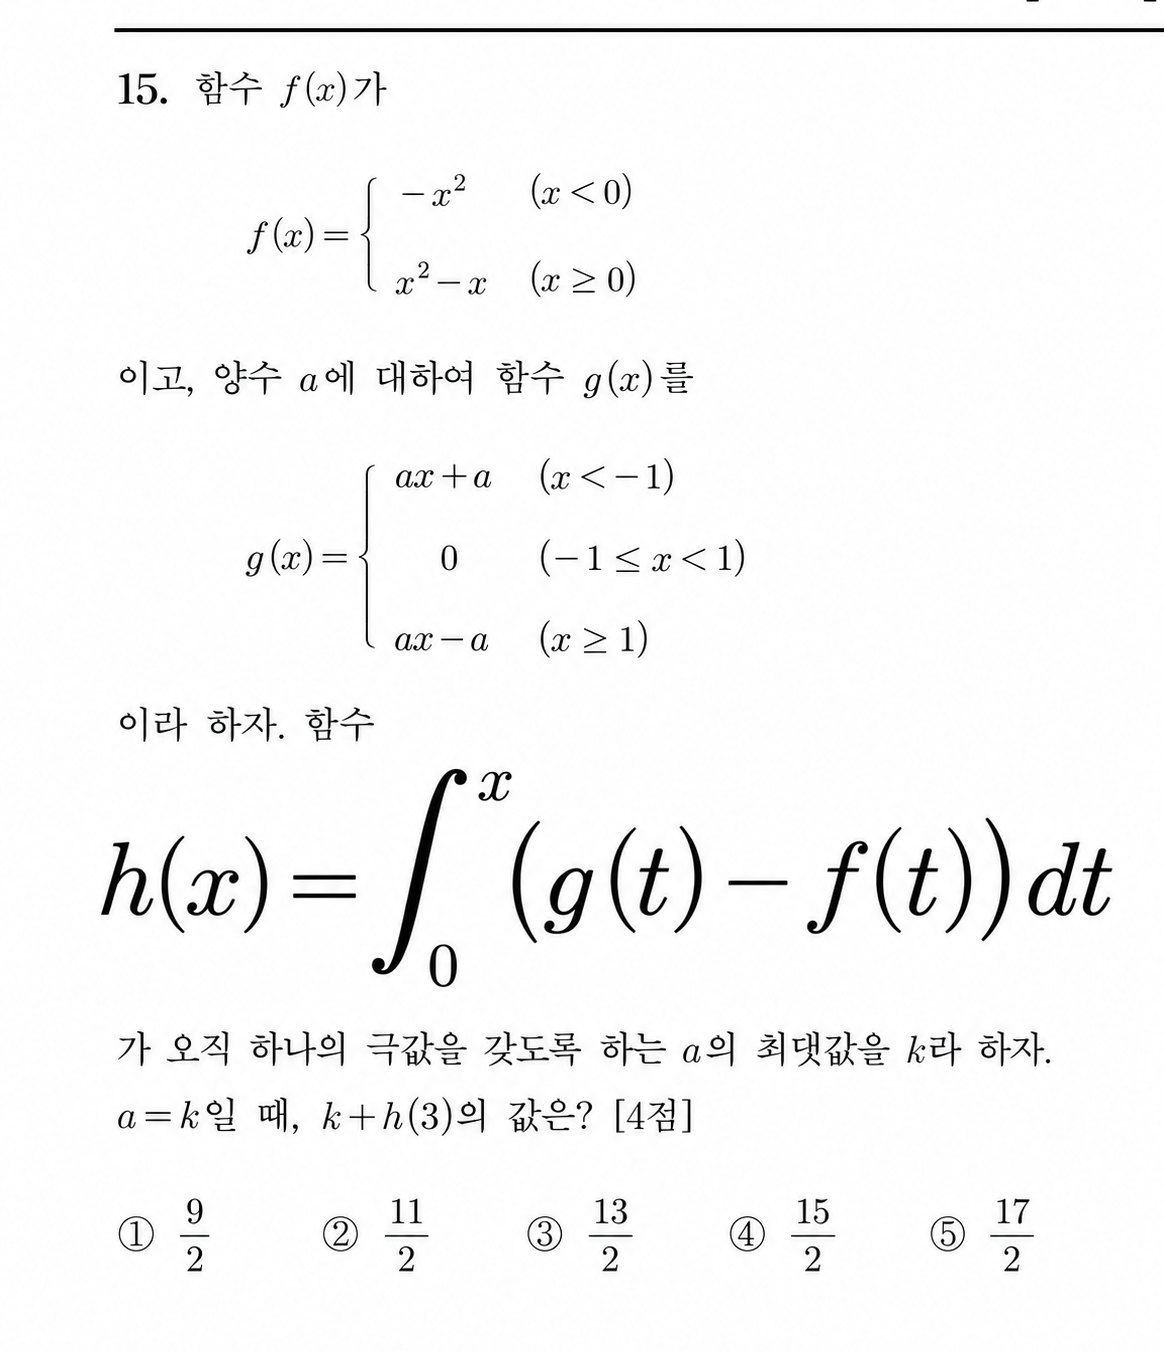 15. 함수 f(x)가
f(x)= { -x² (x<0)
x²-x (x≥0)
이고, 양수 a에 대하여 함수 g(x)를
g(x)= { ax+a (x<-1)
0 (-1≤x<1)
ax-a (x≥1)
이라 하자. 함수
h(x)=∫₀ˣ(g(t)-f(t))dt
가 오직 하나의 극값을 갖도록 하는 a의 최댓값을 k라 하자.
a=k일 때, k+h(3)의 값은? [4점]
① 9/2 ② 11/2 ③ 13/2 ④ 15/2 ⑤ 17/2